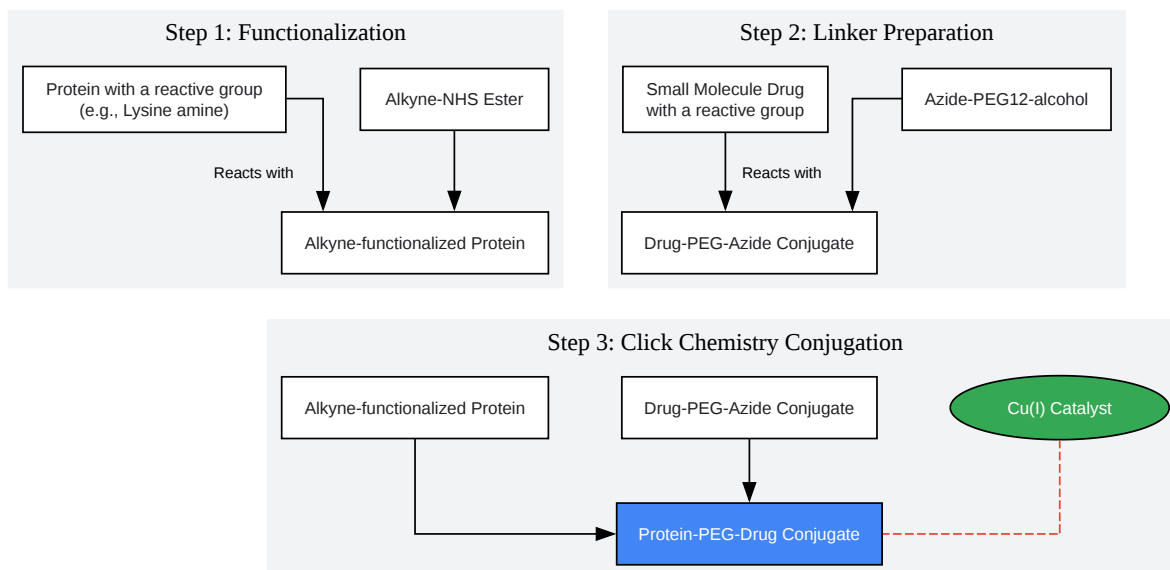 Step 1: Functionalization
Protein with a reactive group
(e.g., Lysine amine)
Alkyne-NHS Ester
Reacts with
Alkyne-functionalized Protein
Step 2: Linker Preparation
Small Molecule Drug
with a reactive group
Azide-PEG12-alcohol
Reacts with
Drug-PEG-Azide Conjugate
Step 3: Click Chemistry Conjugation
Alkyne-functionalized Protein
Drug-PEG-Azide Conjugate
Cu(I) Catalyst
Protein-PEG-Drug Conjugate